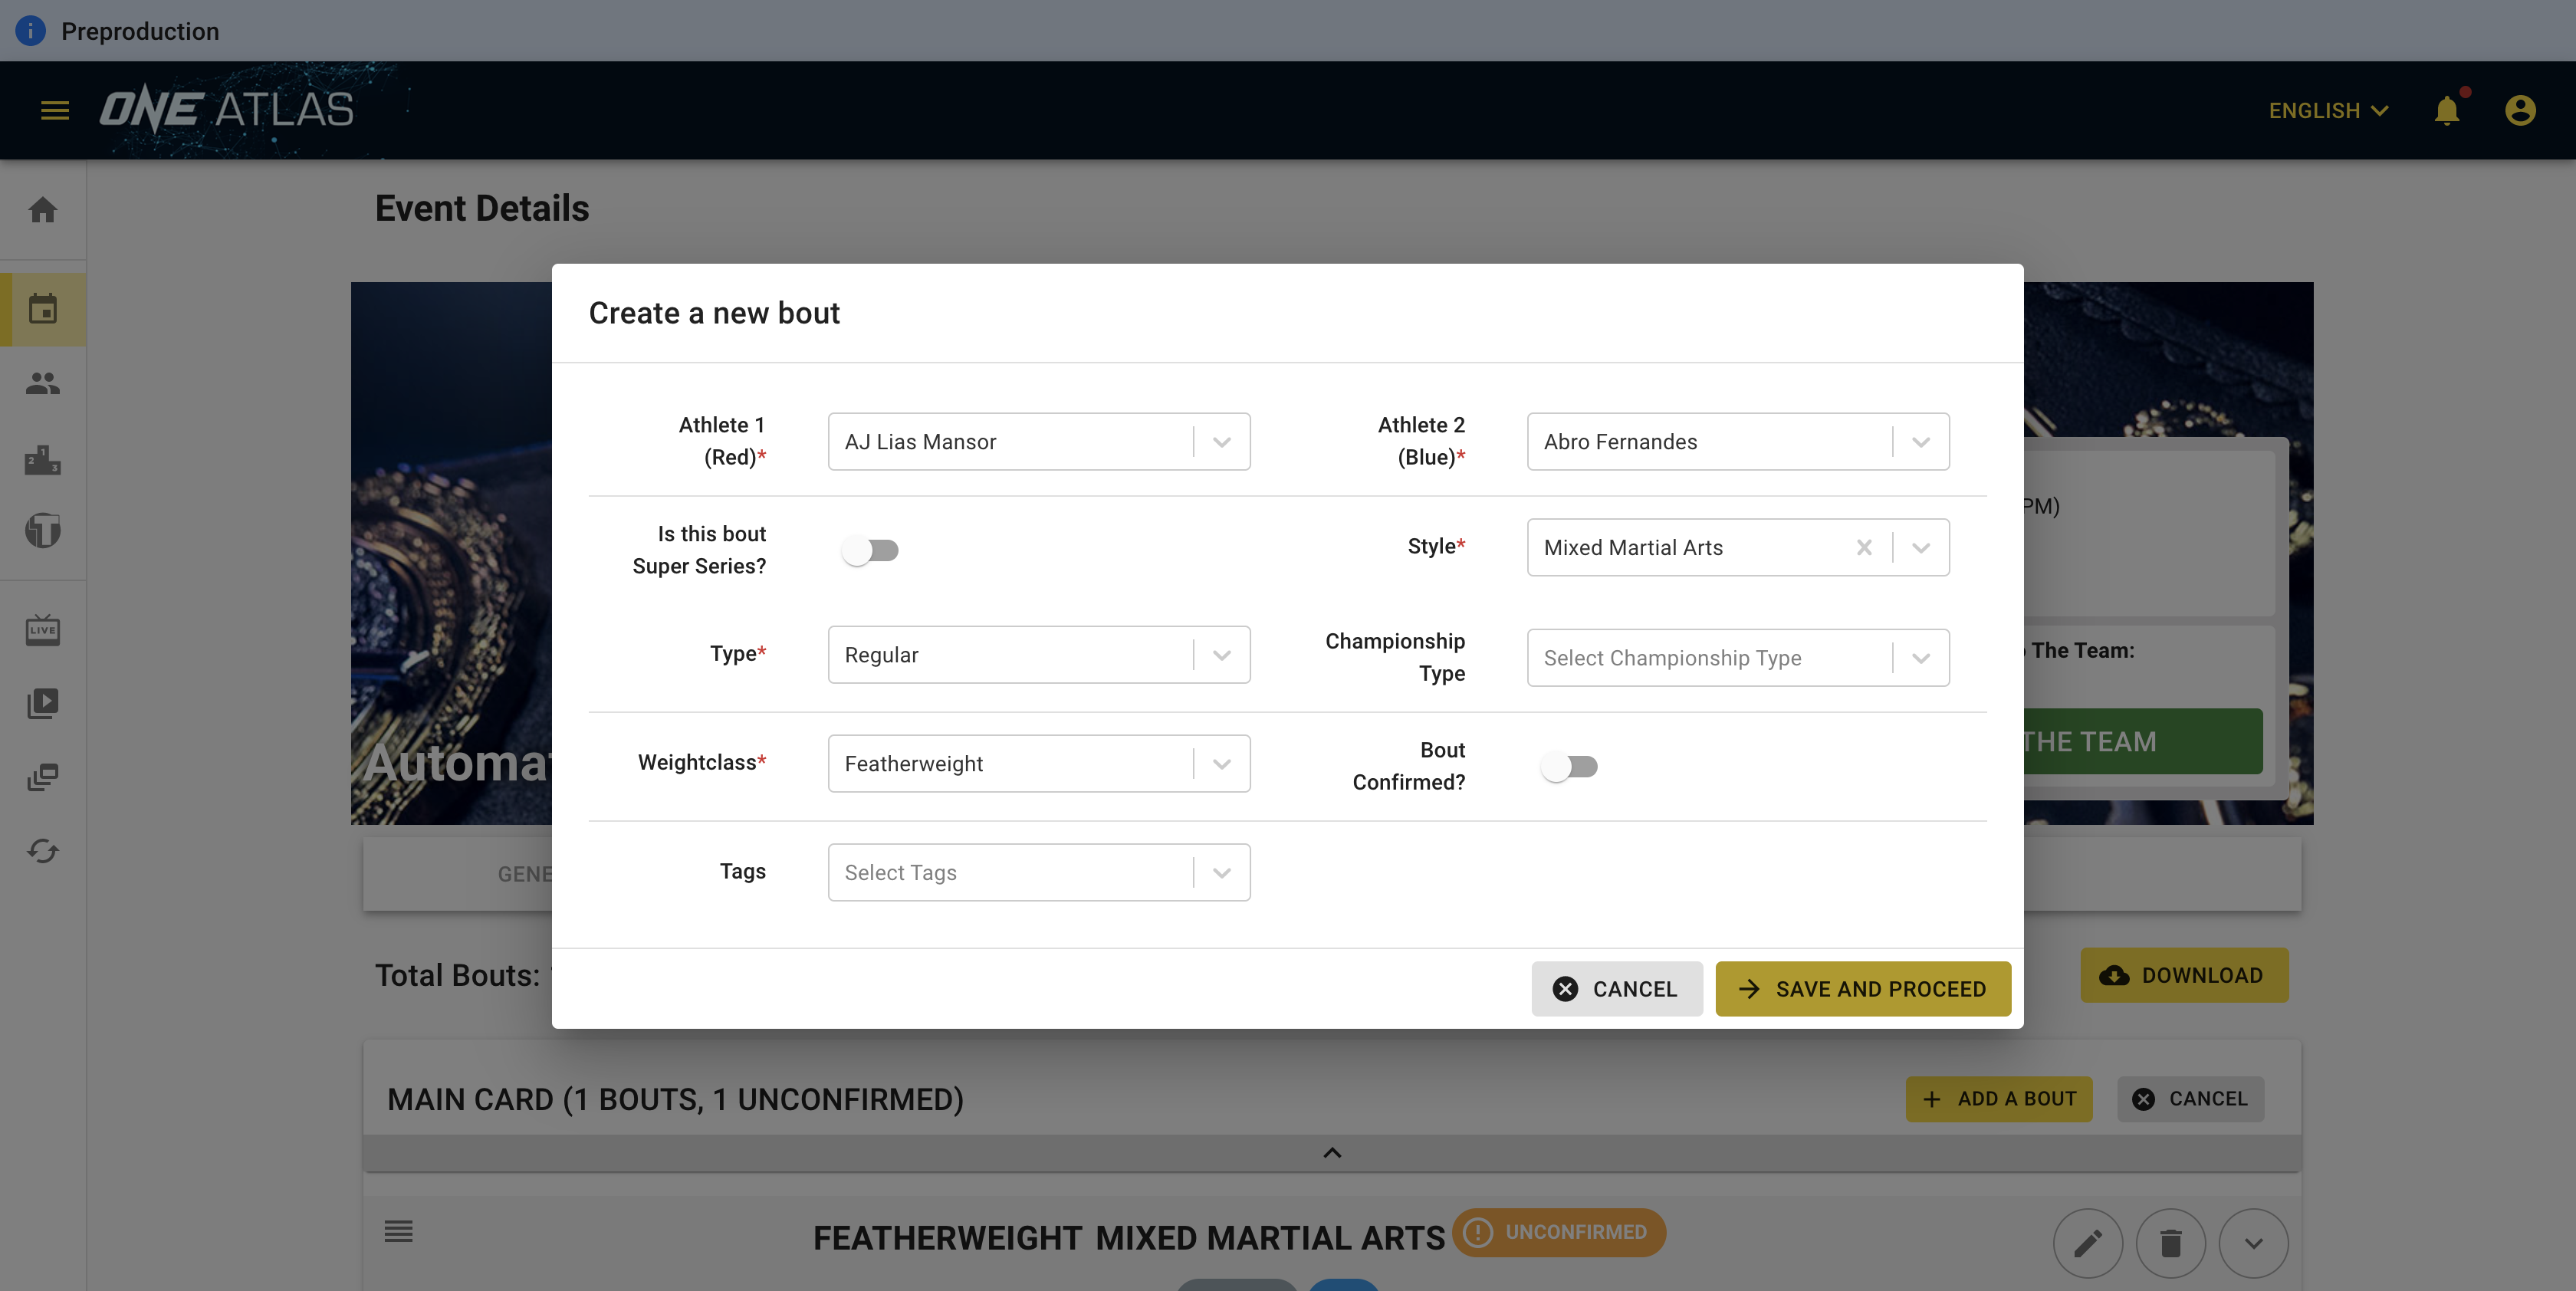 Preproduction
ONE ATLAS
ENGLISH
Event Details
Create a new bout
Athlete 1
(Red)*
AJ Lias Mansor
Athlete 2
(Blue)*
Abro Fernandes
PM)
Is this bout
Super Series?
Style*
Mixed Martial Arts
Type*
Regular
Championship
Type
Select Championship Type
The Team:
THE TEAM
Automa
Weightclass*
Featherweight
Bout
Confirmed?
LIVE
Tags
Select Tags
GENE
Total Bouts:
CANCEL
SAVE AND PROCEED
DOWNLOAD
MAIN CARD (1 BOUTS, 1 UNCONFIRMED)
ADD A BOUT
CANCEL
FEATHERWEIGHT MIXED MARTIAL ARTS
UNCONFIRMED